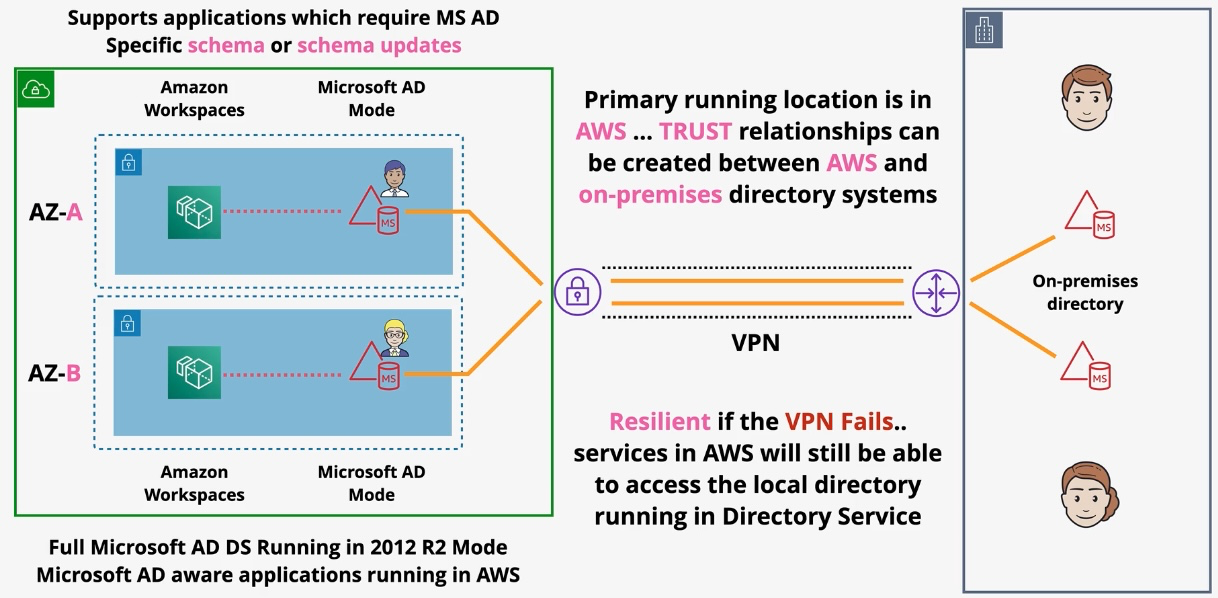 Supports applications which require MS AD
Specific schema or schema updates
Amazon
Workspaces
Microsoft AD
Mode
AZ-A
MS
AZ-B
MS
Amazon
Workspaces
Microsoft AD
Mode
Full Microsoft AD DS Running in 2012 R2 Mode
Microsoft AD aware applications running in AWS
Primary running location is in
AWS ... TRUST relationships can
be created between AWS and
on-premises directory systems
VPN
Resilient if the VPN Fails..
services in AWS will still be able
to access the local directory
running in Directory Service
MS
On-premises
directory
MS